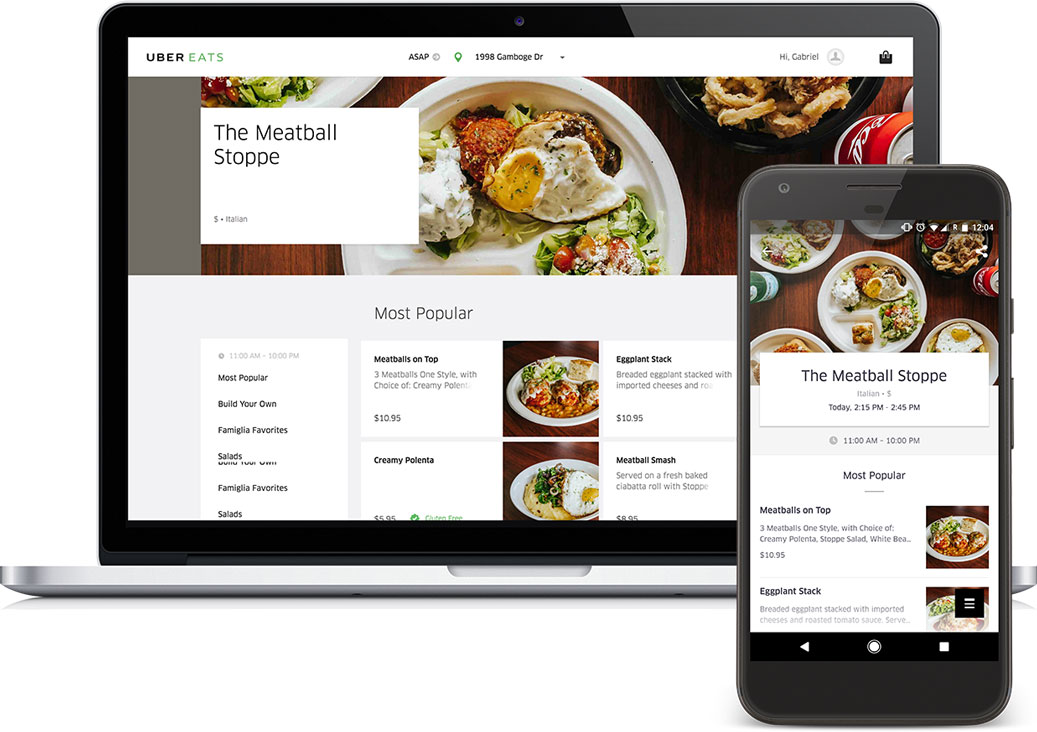 UBER EATS
ASAP
1998 Gamboge Dr
Hi, Gabriel
The Meatball
Stoppe
$ • Italian
Most Popular
11:00 AM - 10:00 PM
Most Popular
Build Your Own
Famiglia Favorites
Salads
Build Your Own
Famiglia Favorites
Salads
Meatballs on Top
3 Meatballs One Style, with
Choice of: Creamy Polenta
$10.95
Eggplant Stack
Breaded eggplant stacked with
imported cheeses and
$10.95
Creamy Polenta
$5.95
Gluten Free
Meatball Smash
Served on a fresh baked
ciabatta roll with Stoppe
$8.95
R 12:04
The Meatball Stoppe
Italian • $
Today, 2:15 PM - 2:45 PM
11:00 AM - 10:00 PM
Most Popular
Meatballs on Top
3 Meatballs One Style, with Choice of:
Creamy Polenta, Stoppe Salad, White Bea...
$10.95
Eggplant Stack
Breaded eggplant stacked with imported
cheeses and roasted tomato sauce. Serve...